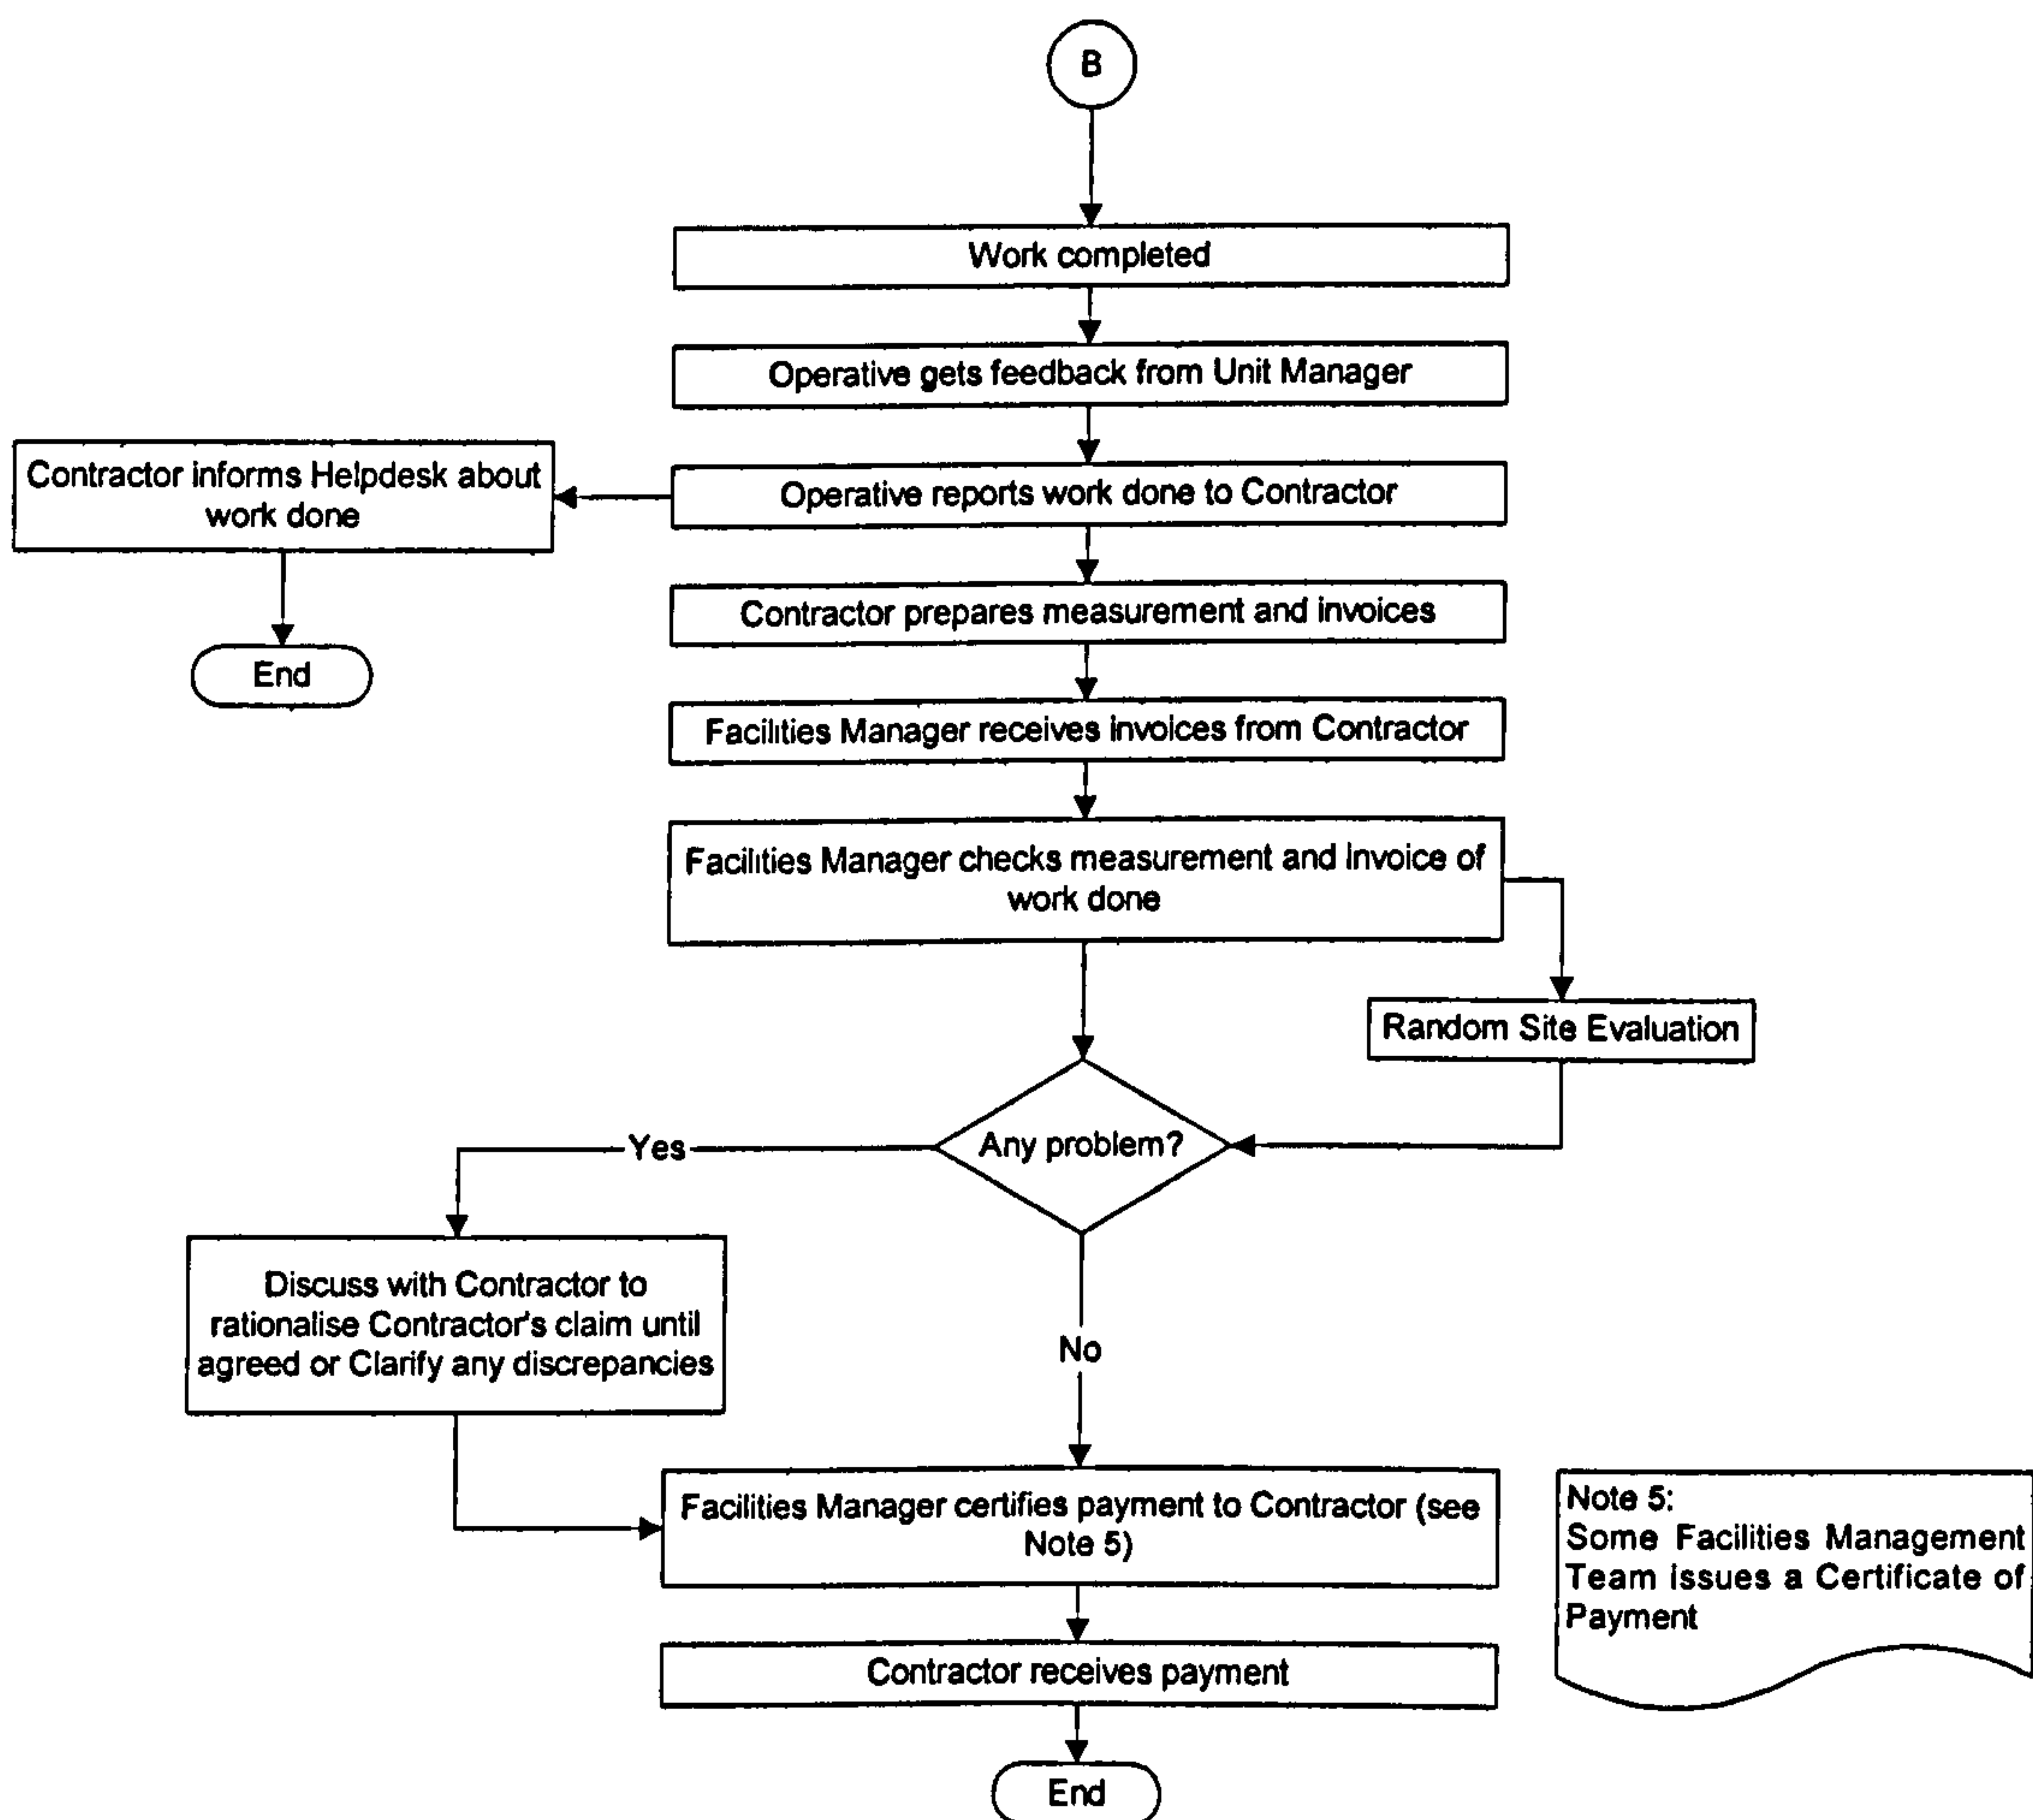 B
Work completed
Operative gets feedback from Unit Manager
Contractor informs Helpdesk about
work done
Operative reports work done to Contractor
Contractor prepares measurement and invoices
End
Facilities Manager receives invoices from Contractor
Facilities Manager checks measurement and invoice of
work done
Random Site Evaluation
Any problem?
Yes
Discuss with Contractor to
rationalise Contractor's claim until
agreed or Clarify any discrepancies
No
Facilities Manager certifies payment to Contractor (see
Note 5)
Note 5:
Some Facilities Management
Team issues a Certificate of
Payment
Contractor receives payment
End